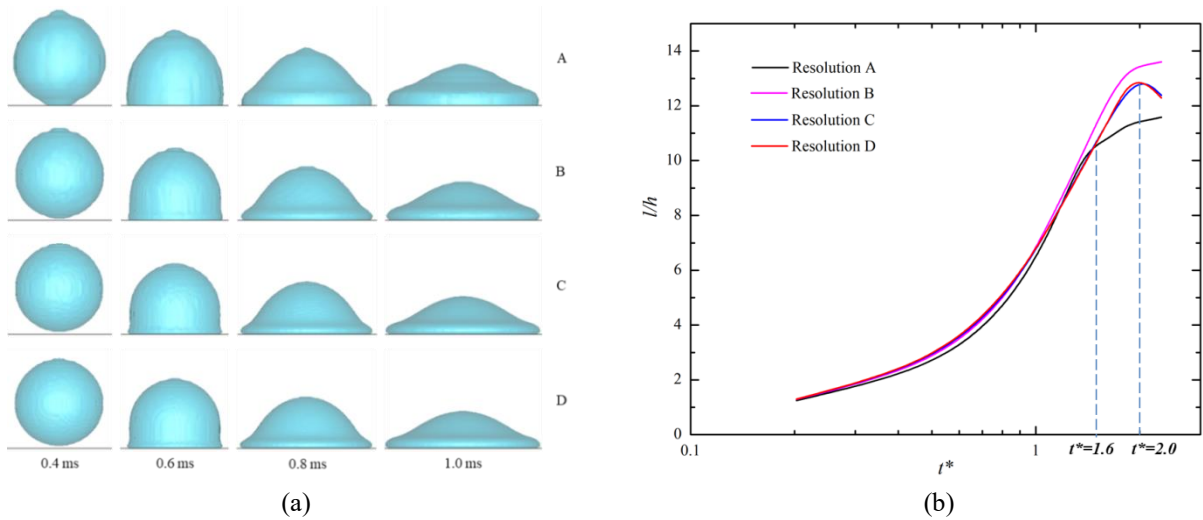 A
B
C
D
0.4 ms
0.6 ms
0.8 ms
1.0 ms
(a)
14
12
10
8
6
4
2
0
l/h
Resolution A
Resolution B
Resolution C
Resolution D
0.1
1
t*=1.6
t*=2.0
t*
(b)